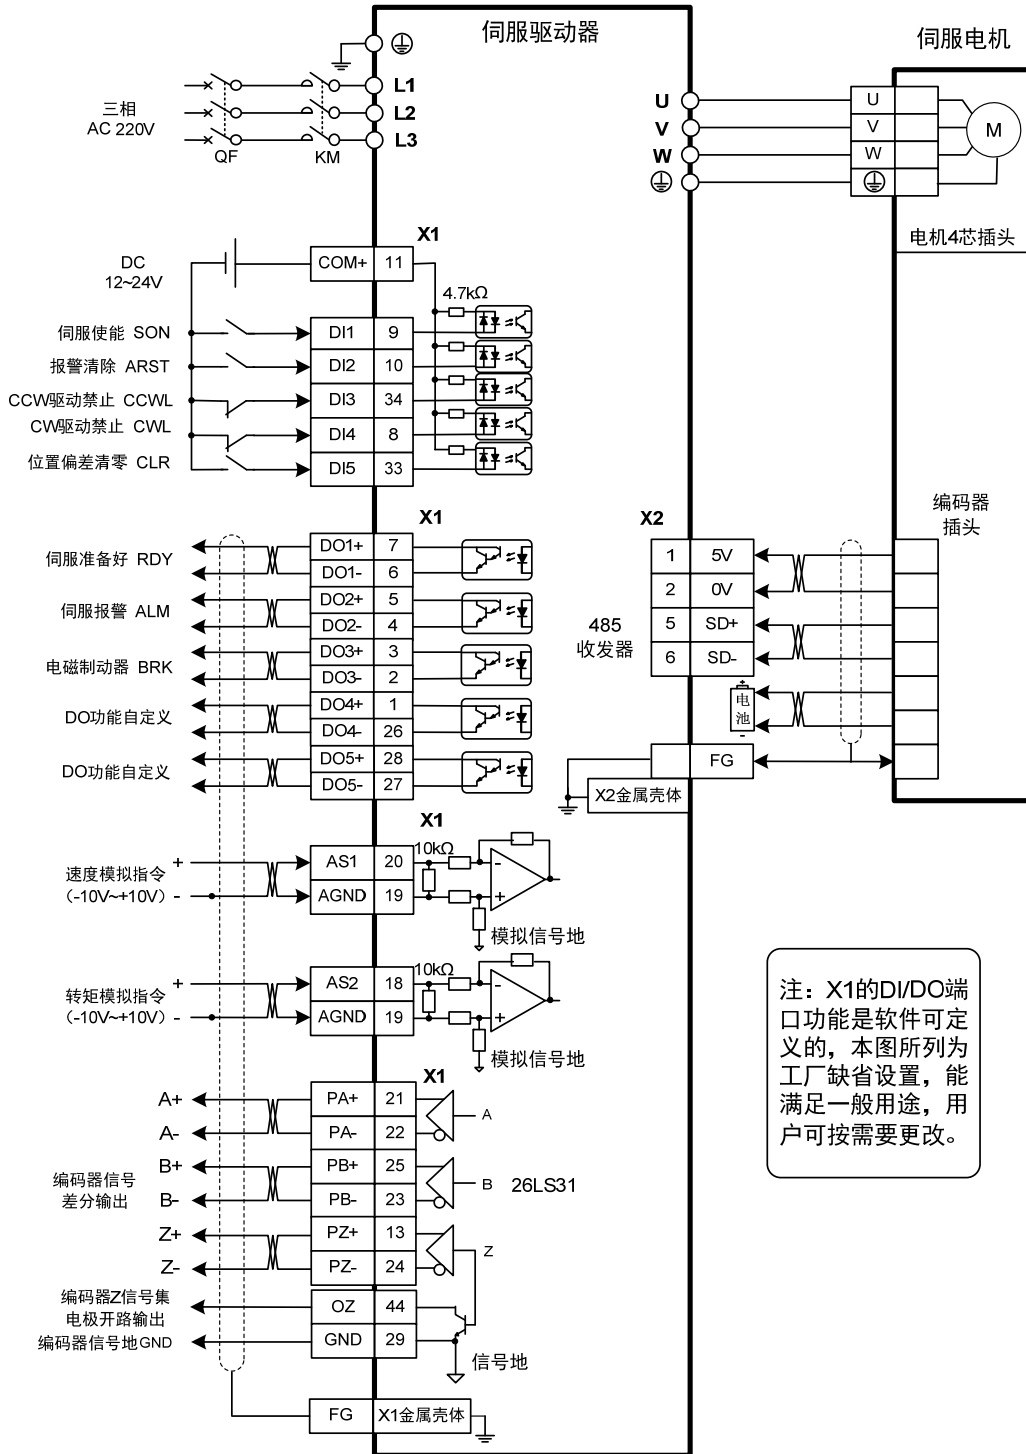 伺服驱动器
伺服电机
L1
L2
L3
三相
AC 220V
QF
KM
U
V
W
U
V
W
M
电机4芯插头
X1
DC
12~24V
COM+ 11
4.7kΩ
伺服使能 SON DI1 9
报警清除 ARST DI2 10
CCW驱动禁止 CCWL DI3 34
CW驱动禁止 CWL DI4 8
位置偏差清零 CLR DI5 33
X1
伺服准备好 RDY
DO1+ 7
DO1- 6
伺服报警 ALM
DO2+ 5
DO2- 4
电磁制动器 BRK
DO3+ 3
DO3- 2
DO功能自定义
DO4+ 1
DO4- 26
DO功能自定义
DO5+ 28
DO5- 27
X2
编码器
插头
1 5V
2 0V
5 SD+
6 SD-
485
收发器
+
电
池
-
FG
X2金属壳体
X1
速度模拟指令
(-10V~+10V)
+
-
AS1 20
AGND 19
10kΩ
-
+
模拟信号地
转矩模拟指令
(-10V~+10V)
+
-
AS2 18
AGND 19
10kΩ
-
+
模拟信号地
注：X1的DI/DO端
口功能是软件可定
义的，本图所列为
工厂缺省设置，能
满足一般用途，用
户可按需要更改。
X1
A+ PA+ 21
A
A- PA- 22
编码器信号
差分输出
B+ PB+ 25
B 26LS31
B- PB- 23
Z+ PZ+ 13
Z
Z- PZ- 24
编码器Z信号集
电极开路输出
OZ 44
编码器信号地GND GND 29
信号地
FG X1金属壳体